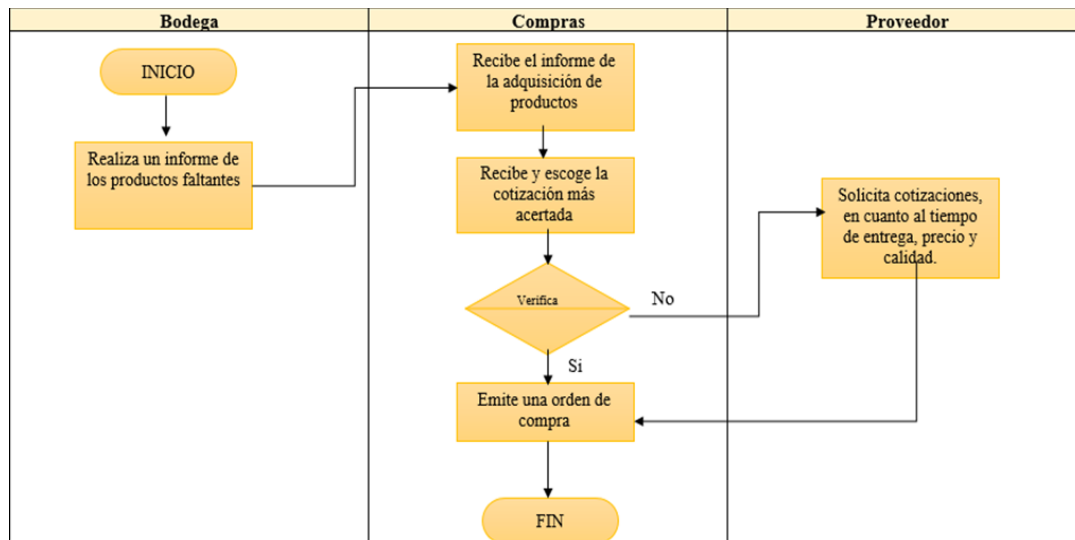 Bodega
Compras
Proveedor
INICIO
Realiza un informe de
los productos faltantes
Recibe el informe de
la adquisición de
productos
Recibe y escoge la
cotización más
acertada
Verifica
No
Si
Solicita cotizaciones,
en cuanto al tiempo
de entrega, precio y
calidad.
Emite una orden de
compra
FIN